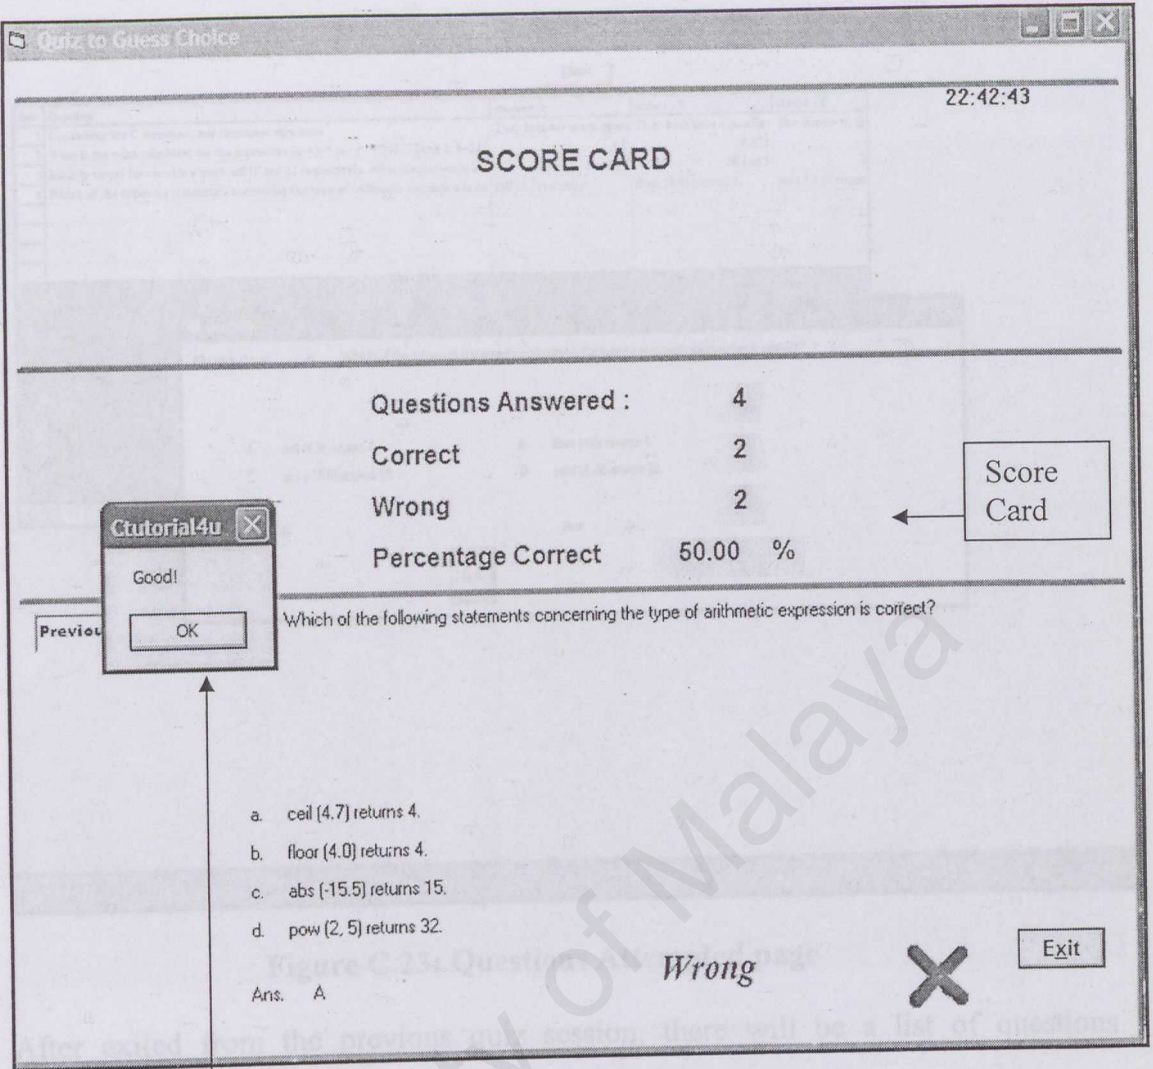 Quiz to Guess Choice
22:42:43
SCORE CARD
Questions Answered : 4
Correct 2
Wrong 2
Percentage Correct 50.00 %
Score
Card
Ctutorial4u
Good!
OK
Previou
Which of the following statements concerning the type of arithmetic expression is correct?
a. ceil (4.7) returns 4.
b. floor (4.0) returns 4.
c. abs (-15.5) returns 15.
d. pow (2, 5) returns 32.
Ans. A
Wrong
Exit
Figure C.23: Questions Attempted page
After exited from the previous quiz session, there will be a list of questions
of Malaya